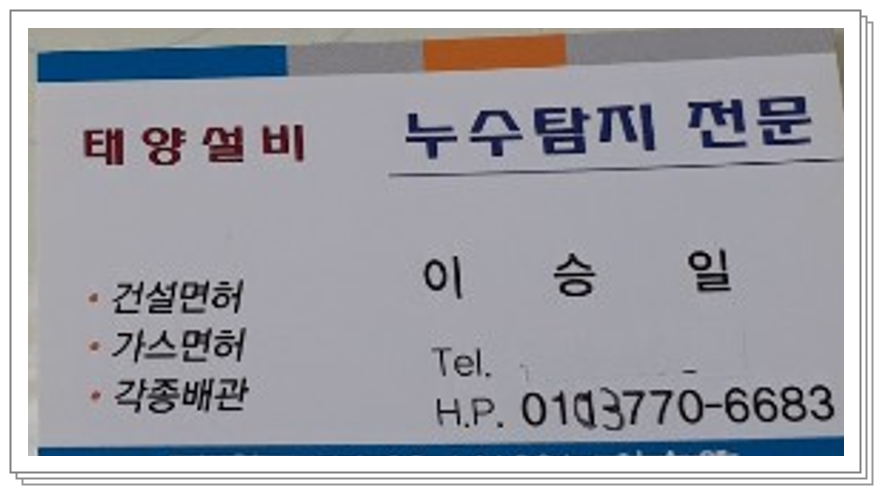 태양설비 누수탐지 전문
이 승 일
• 건설면허
• 가스면허
• 각종배관
Tel.
H.P. 010-3770-6683